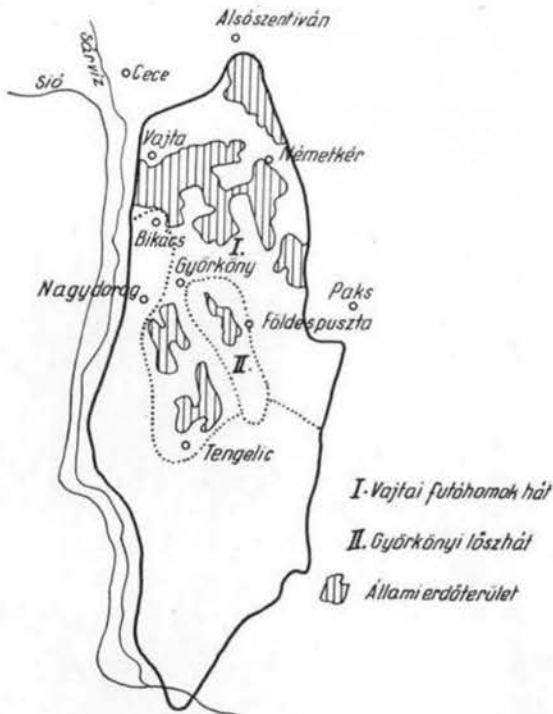 Alsószentiván
Sárvíz
Sió
Cece
Vajta
Németkér
I.
Bikács
Györköny
Nagydorog
Paks
Földespuszta
II.
Tengelic
I. Vajtai futóhomok hát
II. Györkönyi löszhát
Állami erdőterület